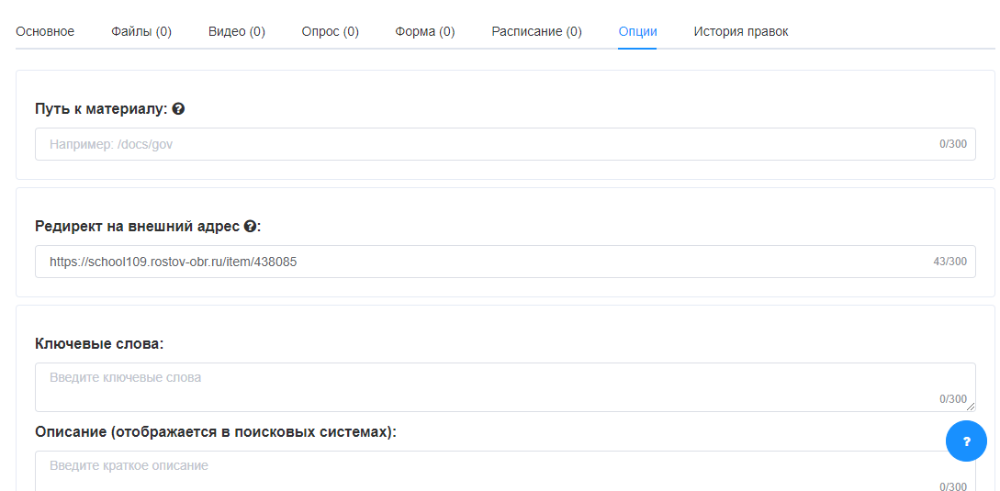 Основное Файлы (0) Видео (0) Опрос (0) Форма (0) Расписание (0) Опции История правок
Путь к материалу: ?
Например: /docs/gov 0/300
Редирект на внешний адрес ?:
https://school109.rostov-obr.ru/item/438085 43/300
Ключевые слова:
Введите ключевые слова
0/300
Описание (отображается в поисковых системах):
?
Введите краткое описание
0/300